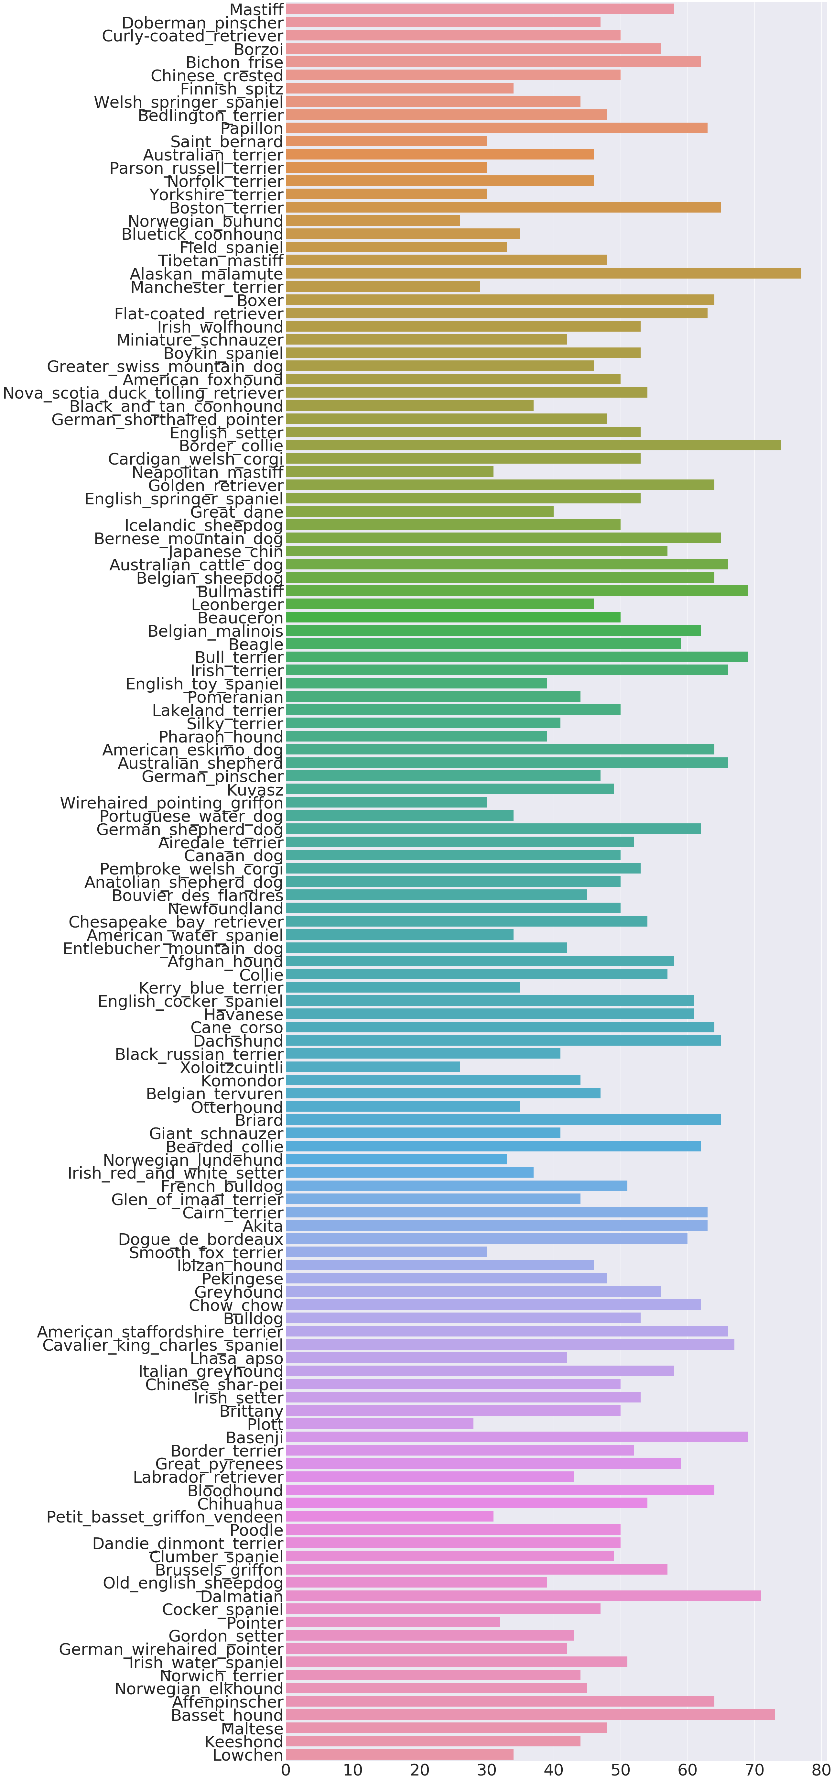 Mastiff
Doberman_pinscher
Curly-coated_retriever
Borzoi
Bichon_frise
Chinese_crested
Finnish_spitz
Welsh_springer_spaniel
Bedlington_terrier
Papillon
Saint_bernard
Australian_terrier
Parson_russell_terrier
Norfolk_terrier
Yorkshire_terrier
Boston_terrier
Norwegian_buhund
Bluetick_coonhound
Field_spaniel
Tibetan_mastiff
Alaskan_malamute
Manchester_terrier
Boxer
Flat-coated_retriever
Irish_wolfhound
Miniature_schnauzer
Boykin_spaniel
Greater_swiss_mountain_dog
American_foxhound
Nova_scotia_duck_tolling_retriever
Black_and_tan_coonhound
German_shorthaired_pointer
English_setter
Border_collie
Cardigan_welsh_corgi
Neapolitan_mastiff
Golden_retriever
English_springer_spaniel
Great_dane
Icelandic_sheepdog
Bernese_mountain_dog
Japanese_chin
Australian_cattle_dog
Belgian_sheepdog
Bullmastiff
Leonberger
Beauceron
Belgian_malinois
Beagle
Bull_terrier
Irish_terrier
English_toy_spaniel
Pomeranian
Lakeland_terrier
Silky_terrier
Pharaoh_hound
American_eskimo_dog
Australian_shepherd
German_pinscher
Kuvasz
Wirehaired_pointing_griffon
Portuguese_water_dog
German_shepherd_dog
Airedale_terrier
Canaan_dog
Pembroke_welsh_corgi
Anatolian_shepherd_dog
Bouvier_des_flandres
Newfoundland
Chesapeake_bay_retriever
American_water_spaniel
Entlebucher_mountain_dog
Afghan_hound
Collie
Kerry_blue_terrier
English_cocker_spaniel
Havanese
Cane_corso
Dachshund
Black_russian_terrier
Xoloitzcuintli
Komondor
Belgian_tervuren
Otterhound
Briard
Giant_schnauzer
Bearded_collie
Norwegian_lundehund
Irish_red_and_white_setter
French_bulldog
Glen_of_imaal_terrier
Cairn_terrier
Akita
Dogue_de_bordeaux
Smooth_fox_terrier
Ibizan_hound
Pekingese
Greyhound
Chow_chow
Bulldog
American_staffordshire_terrier
Cavalier_king_charles_spaniel
Lhasa_apso
Italian_greyhound
Chinese_shar-pei
Irish_setter
Brittany
Plott
Basenji
Border_terrier
Great_pyrenees
Labrador_retriever
Bloodhound
Chihuahua
Petit_basset_griffon_vendeen
Poodle
Dandie_dinmont_terrier
Clumber_spaniel
Brussels_griffon
Old_english_sheepdog
Dalmatian
Cocker_spaniel
Pointer
Gordon_setter
German_wirehaired_pointer
Irish_water_spaniel
Norwich_terrier
Norwegian_elkhound
Affenpinscher
Basset_hound
Maltese
Keeshond
Lowchen
0 10 20 30 40 50 60 70 80